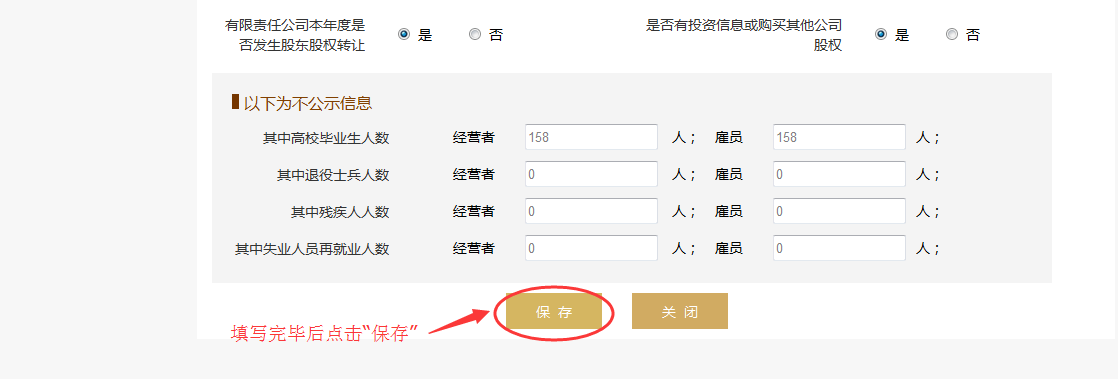 有限责任公司本年度是
否发生股东股权转让
是 否
是否有投资信息或购买其他公司
股权
是 否
以下为不公示信息
其中高校毕业生人数 经营者 158 人； 雇员 158 人；
其中退役士兵人数 经营者 0 人； 雇员 0 人；
其中残疾人人数 经营者 0 人； 雇员 0 人；
其中失业人员再就业人数 经营者 0 人； 雇员 0 人；
保 存 关 闭
填写完毕后点击“保存”